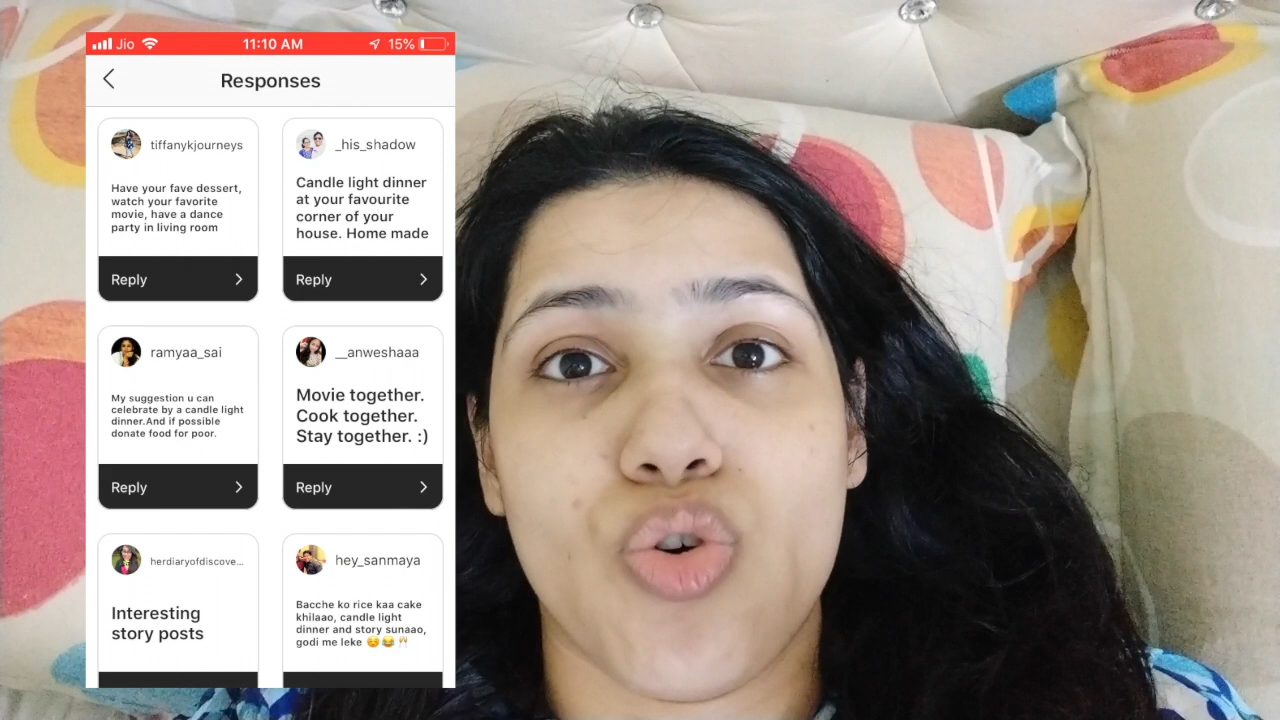 Jio 11:10 AM 15%
Responses
tiffanykjourneys
Have your fave dessert,
watch your favorite
movie, have a dance
party in living room
Reply
_his_shadow
Candle light dinner
at your favourite
corner of your
house. Home made
Reply
ramyaa_sai
My suggestion u can
celebrate by a candle light
dinner.And if possible
donate food for poor.
Reply
__anweshaaa
Movie together.
Cook together.
Stay together. :)
Reply
herdiaryofdiscove...
Interesting
story posts
hey_sanmaya
Bacche ko rice kaa cake
khilaao, candle light
dinner and story sunaao,
godi me leke 😌😂🥂